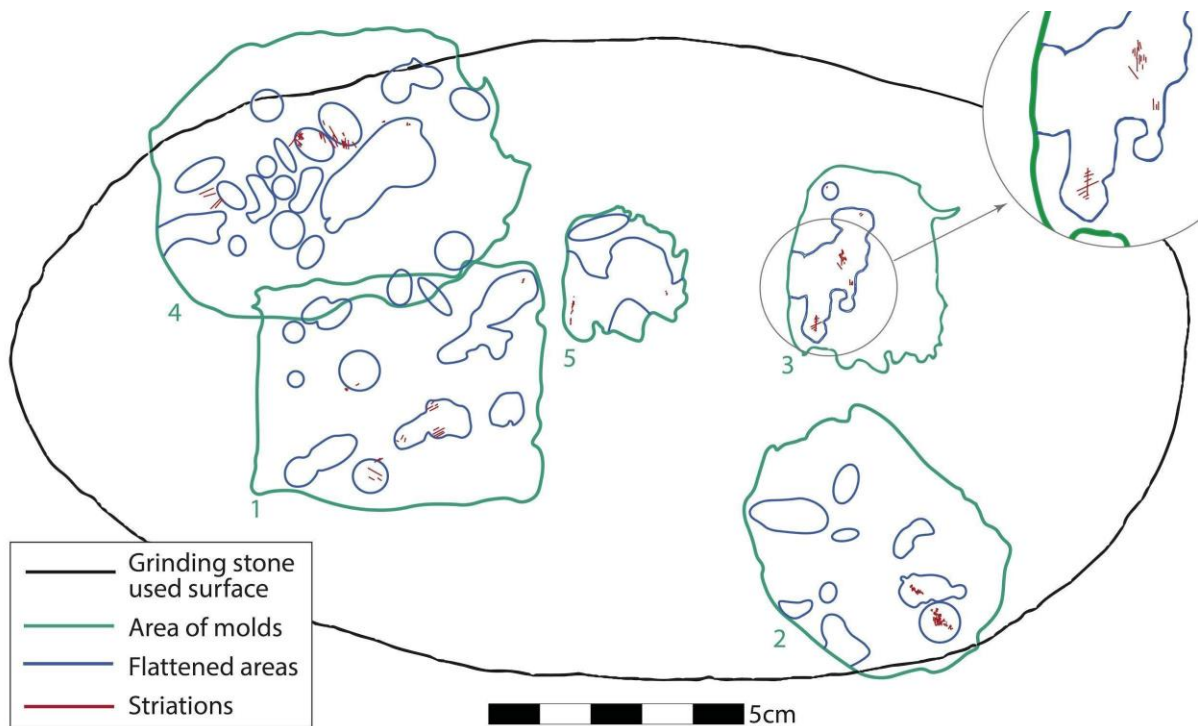 4
5
3
1
2
Grinding stone
used surface
Area of molds
Flattened areas
Striations
5cm